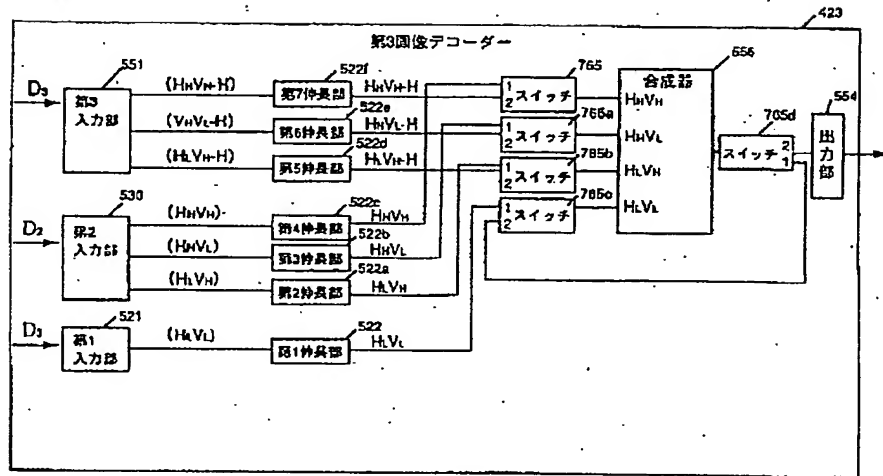 423
第3画像デコーダー
551
D3
第3
入力部
(HHVH-H)
522f
第7伸長部
HHVH-H
(VHVL-H)
522e
第6伸長部
HHVL-H
(HLVH-H)
522d
第5伸長部
HLVH-H
765
1
2
スイッチ
765a
1
2
スイッチ
765b
1
2
スイッチ
765c
1
2
スイッチ
556
合成器
HHVH
HHVL
HLVH
HLVL
765d
スイッチ
2
1
554
出力部
530
D2
第2
入力部
(HHVH)
522c
第4伸長部
HHVH
(HHVL)
522b
第3伸長部
HHVL
(HLVH)
522a
第2伸長部
HLVH
521
第1
入力部
(HLVL)
522
第1伸長部
HLVL